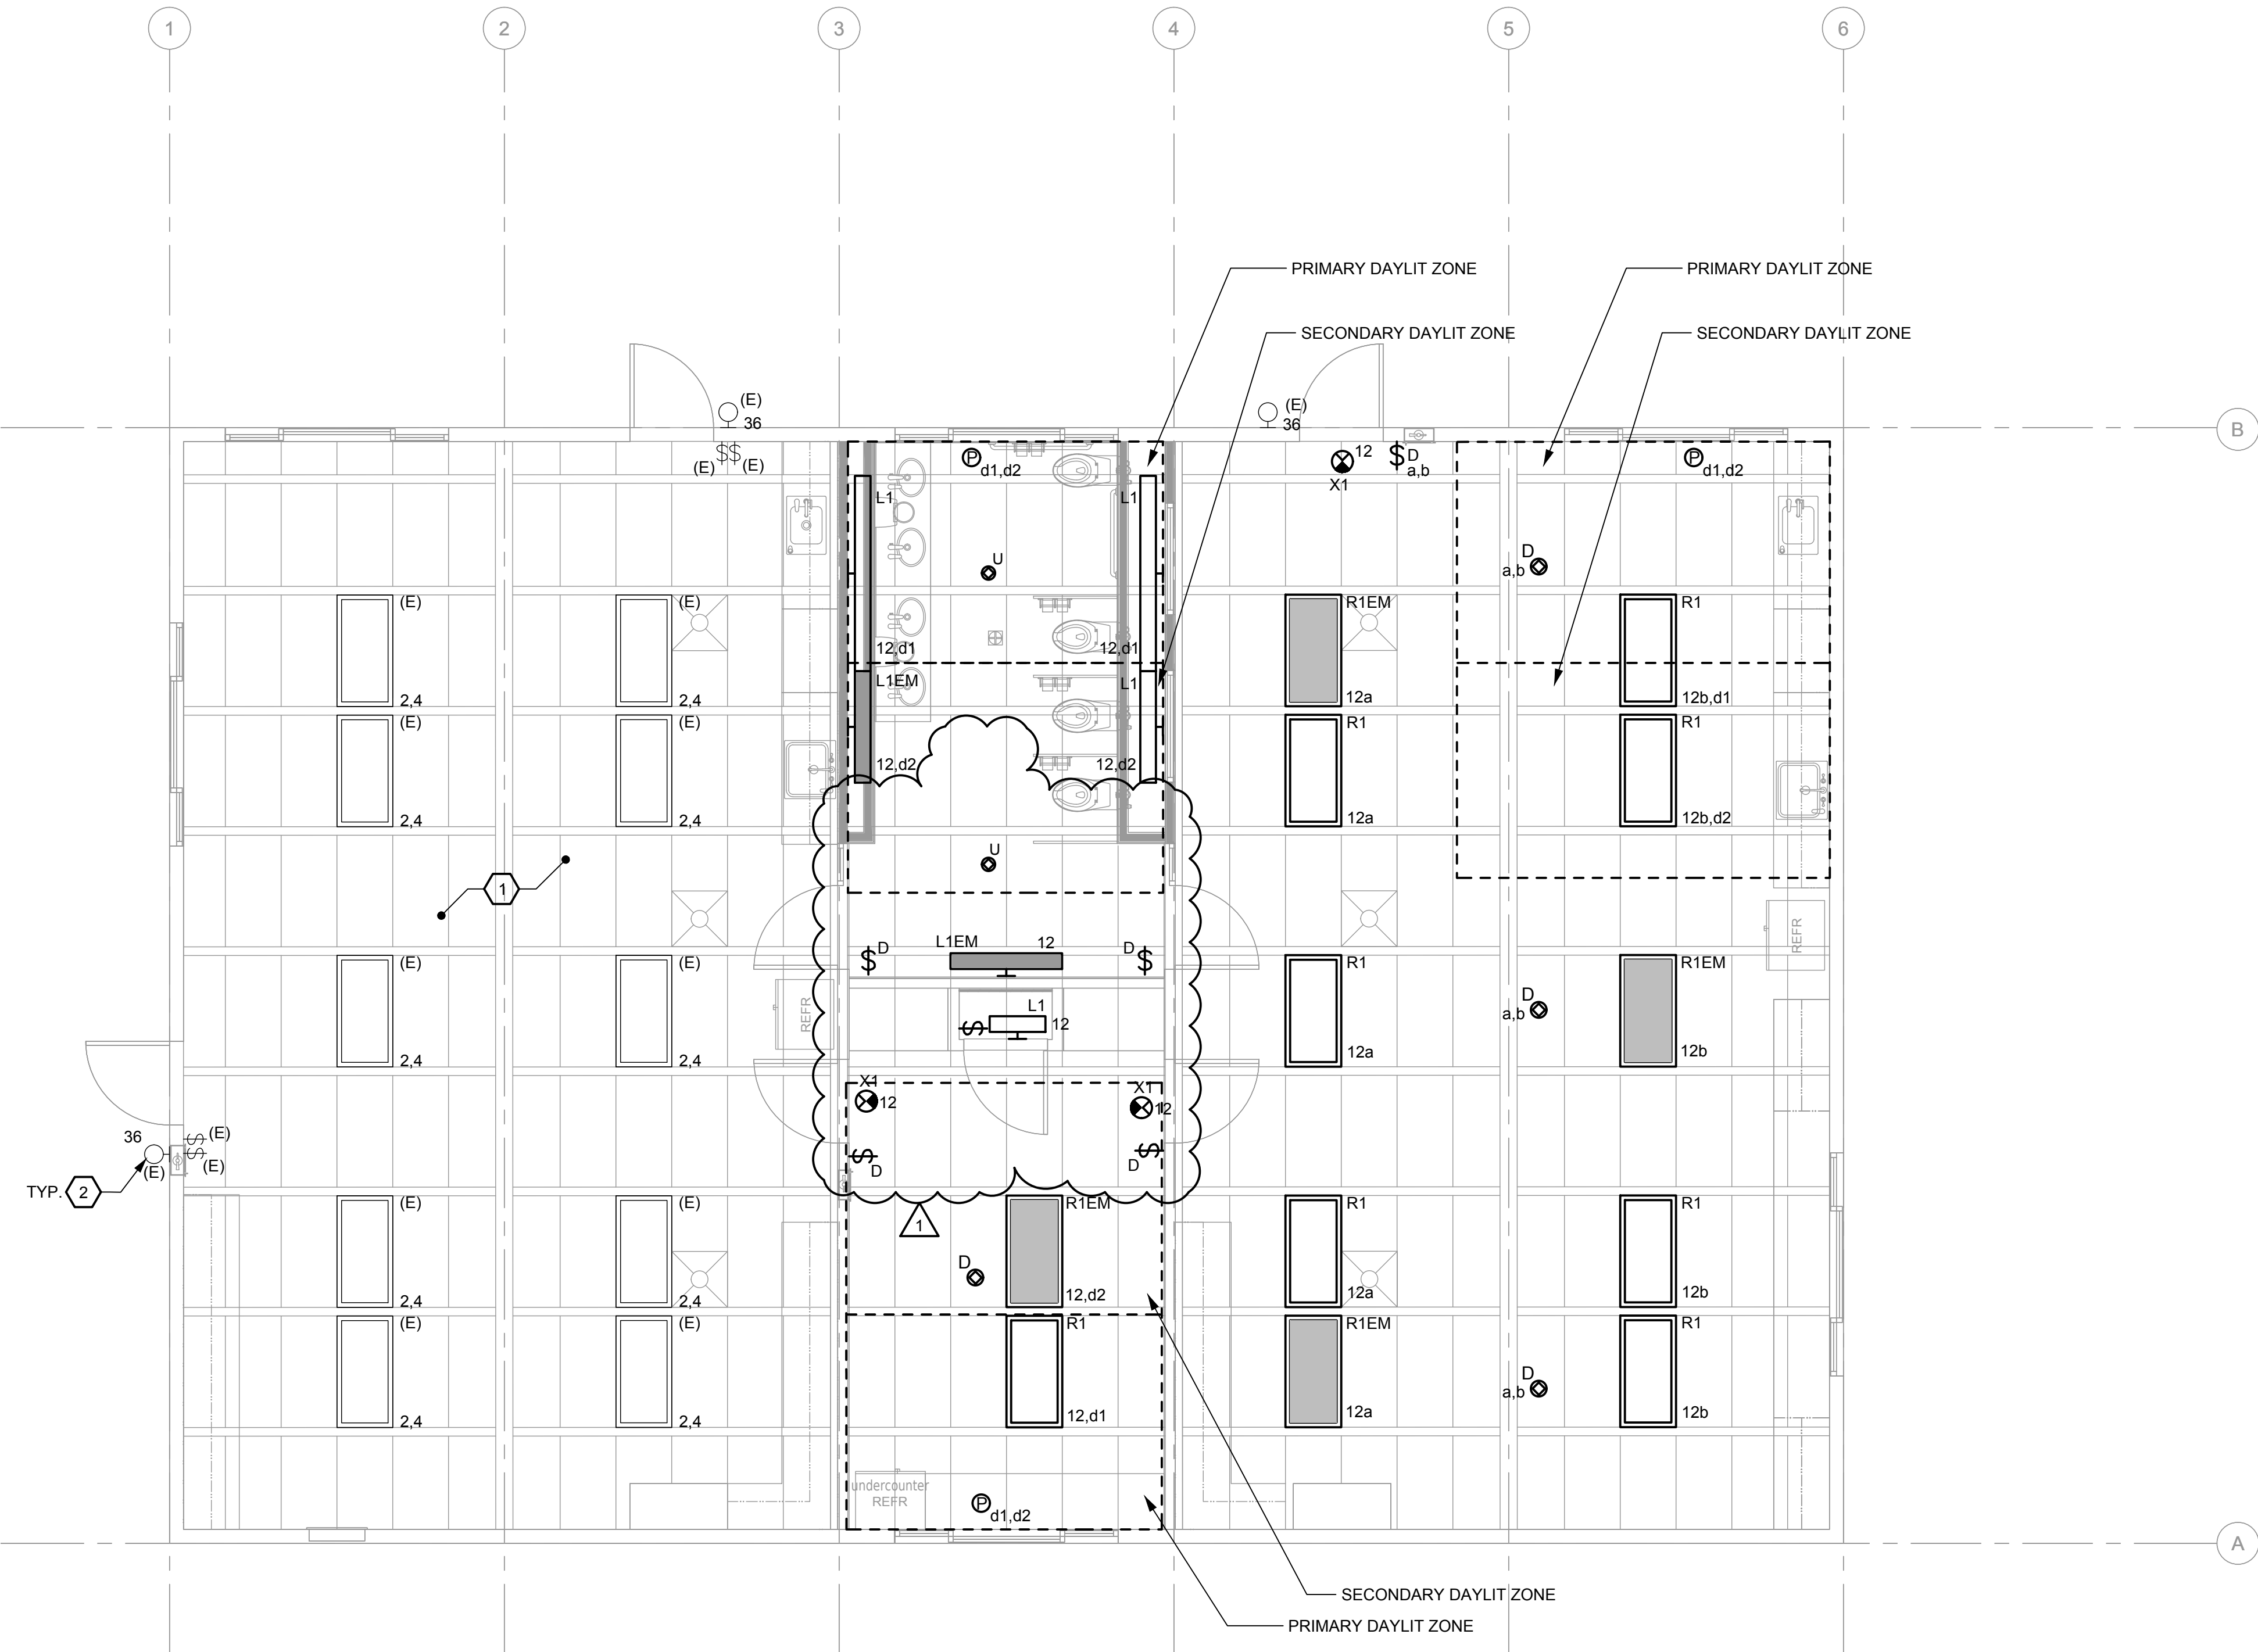 1
2
3
4
5
6
PRIMARY DAYLIT ZONE
PRIMARY DAYLIT ZONE
SECONDARY DAYLIT ZONE
SECONDARY DAYLIT ZONE
(E)
36
(E)
36
B
(E)
$$
(E)
P
d1,d2
12
X1
$
D
a,b
P
d1,d2
L1
L1
U
D
a,b
(E)
(E)
R1EM
R1
12,d1
12,d1
L1EM
L1
2,4
2,4
12a
12b,d1
(E)
(E)
R1
R1
12,d2
12,d2
2,4
2,4
12a
12b,d2
U
1
REFR
$
D
L1EM
12
D
$
(E)
(E)
R1
R1EM
REFR
L1
$
12
D
a,b
2,4
2,4
12a
12b
X1
12
X1
12
36
(E)
$
(E)
$
(E)
$
D
$
D
TYP.
2
(E)
(E)
R1EM
R1
R1
1
D
12,d2
2,4
2,4
12a
12b
(E)
(E)
R1
R1EM
R1
D
a,b
2,4
2,4
12,d1
12a
12b
undercounter
REFR
P
d1,d2
A
SECONDARY DAYLIT ZONE
PRIMARY DAYLIT ZONE